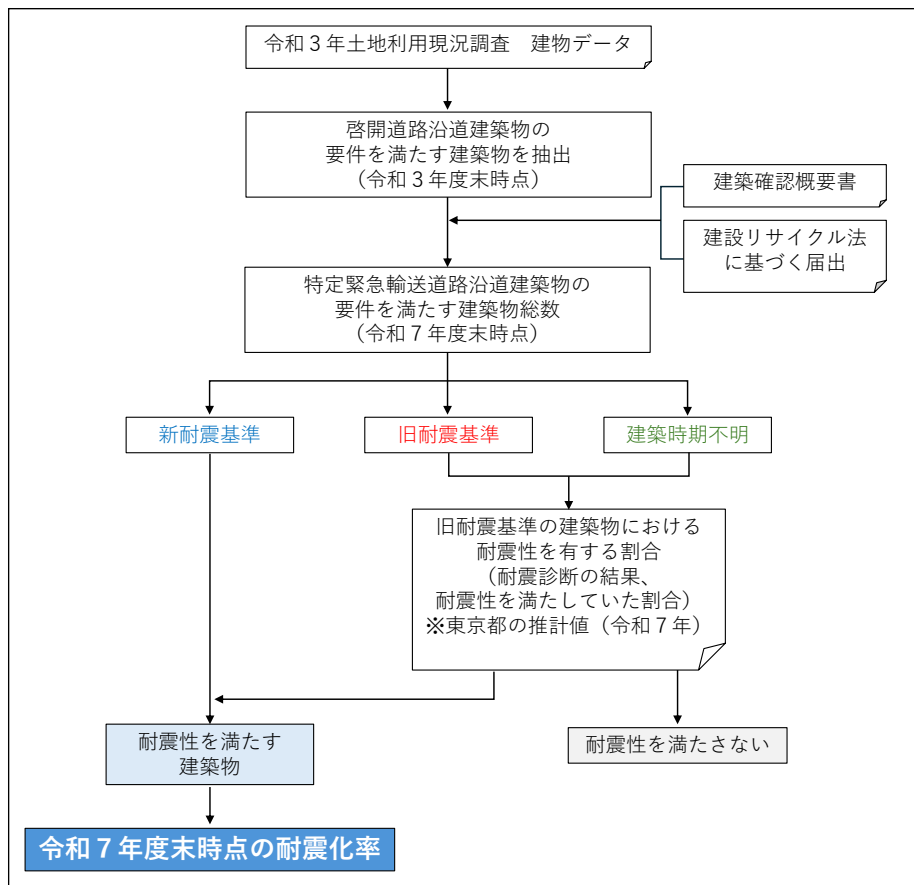 令和３年土地利用現況調査　建物データ
啓開道路沿道建築物の
要件を満たす建築物を抽出
（令和３年度末時点）
建築確認概要書
建設リサイクル法
に基づく届出
特定緊急輸送道路沿道建築物の
要件を満たす建築物総数
（令和７年度末時点）
新耐震基準
旧耐震基準
建築時期不明
旧耐震基準の建築物における
耐震性を有する割合
（耐震診断の結果、
耐震性を満たしていた割合）
※東京都の推計値（令和７年）
耐震性を満たす
建築物
耐震性を満たさない
令和７年度末時点の耐震化率